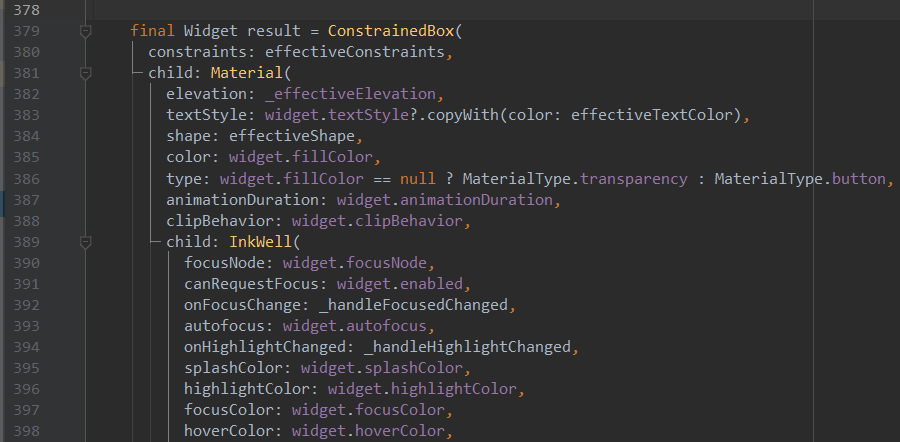 378
379 final Widget result = ConstrainedBox(
380 constraints: effectiveConstraints,
381 child: Material(
382 elevation: _effectiveElevation,
383 textStyle: widget.textStyle?.copyWith(color: effectiveTextColor),
384 shape: effectiveShape,
385 color: widget.fillColor,
386 type: widget.fillColor == null ? MaterialType.transparency : MaterialType.button,
387 animationDuration: widget.animationDuration,
388 clipBehavior: widget.clipBehavior,
389 child: InkWell(
390 focusNode: widget.focusNode,
391 canRequestFocus: widget.enabled,
392 onFocusChange: _handleFocusedChanged,
393 autofocus: widget.autofocus,
394 onHighlightChanged: _handleHighlightChanged,
395 splashColor: widget.splashColor,
396 highlightColor: widget.highlightColor,
397 focusColor: widget.focusColor,
398 hoverColor: widget.hoverColor,